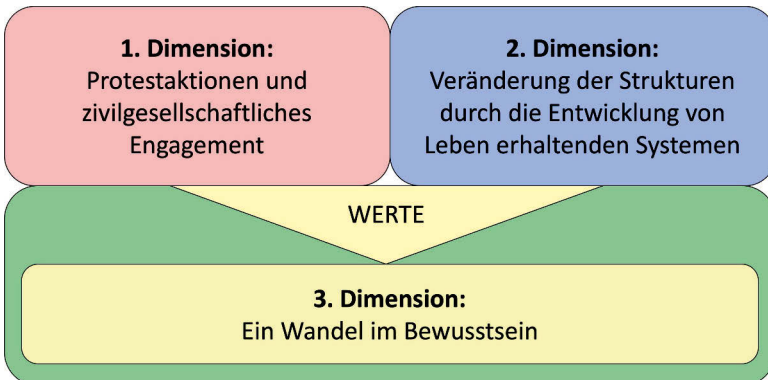 1. Dimension:
Protestaktionen und
zivilgesellschaftliches
Engagement
2. Dimension:
Veränderung der Strukturen
durch die Entwicklung von
Leben erhaltenden Systemen
WERTE
3. Dimension:
Ein Wandel im Bewusstsein